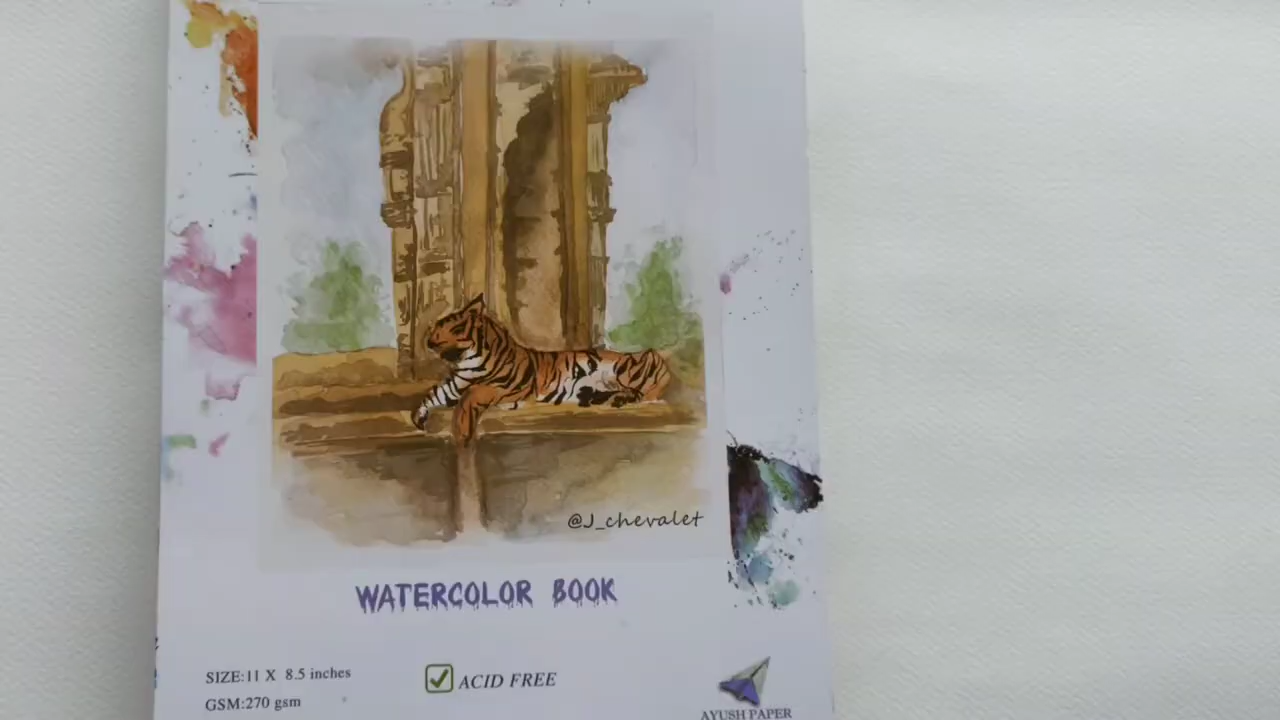 @J_chevalet
WATERCOLOR BOOK
SIZE:11 X 8.5 inches
GSM:270 gsm
ACID FREE
AYUSH PAPER